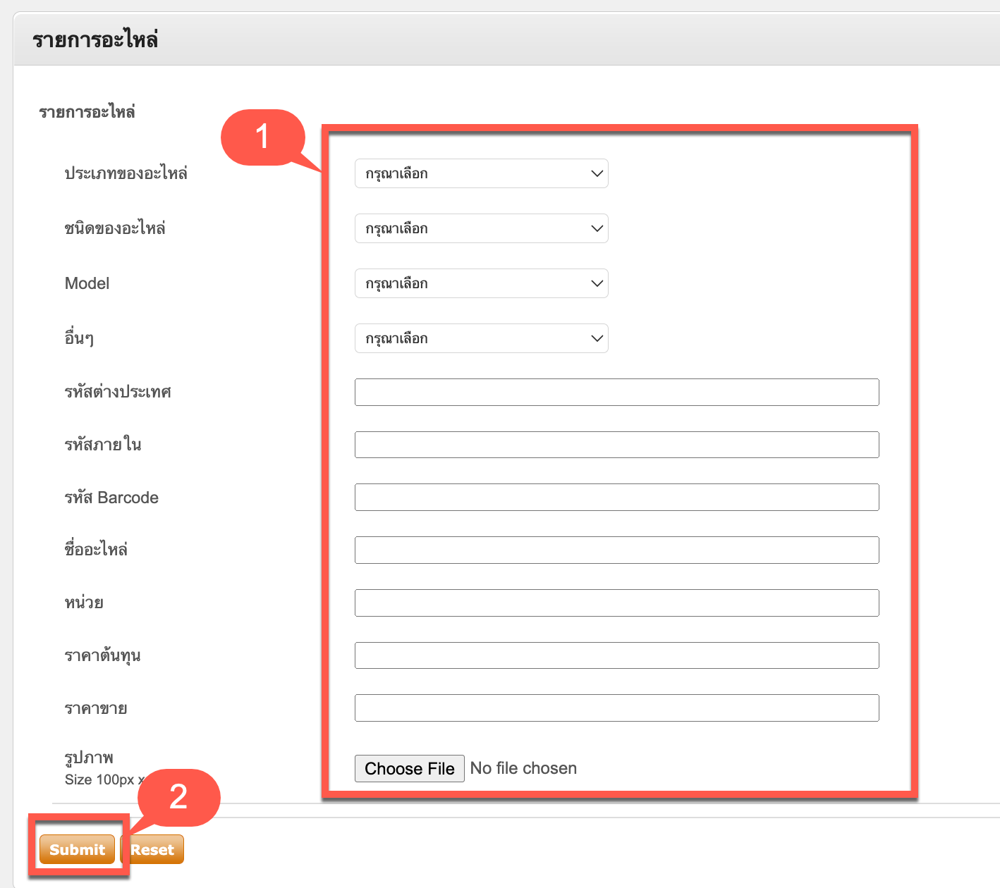 รายการอะไหล่
รายการอะไหล่
1
ประเภทของอะไหล่ กรุณาเลือก
ชนิดของอะไหล่ กรุณาเลือก
Model กรุณาเลือก
อื่นๆ กรุณาเลือก
รหัสต่างประเทศ
รหัสภายใน
รหัส Barcode
ชื่ออะไหล่
หน่วย
ราคาต้นทุน
ราคาขาย
รูปภาพ
Size 100px x
Choose File No file chosen
2
Submit Reset